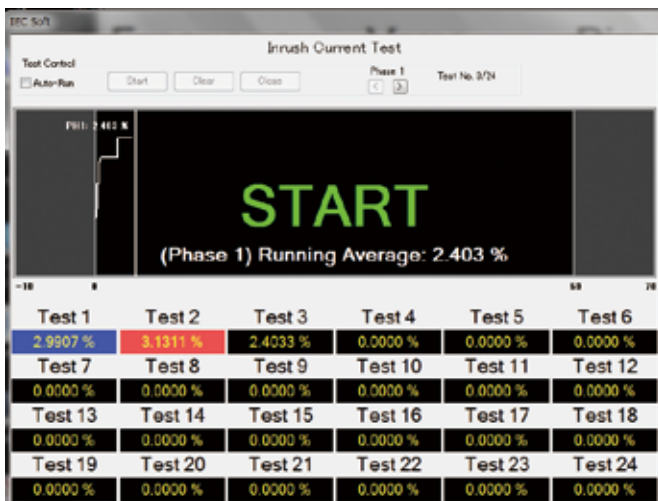 IEC Soft
Inrush Current Test
Test Control
Auto-Run
Start Clear Close
Phase 1
< >
Test No. 3/24
PH1: 2.403 %
START
(Phase 1) Running Average: 2.403 %
-10 0 60 70
Test 1 Test 2 Test 3 Test 4 Test 5 Test 6
2.9907 % 3.1311 % 2.4033 % 0.0000 % 0.0000 % 0.0000 %
Test 7 Test 8 Test 9 Test 10 Test 11 Test 12
0.0000 % 0.0000 % 0.0000 % 0.0000 % 0.0000 % 0.0000 %
Test 13 Test 14 Test 15 Test 16 Test 17 Test 18
0.0000 % 0.0000 % 0.0000 % 0.0000 % 0.0000 % 0.0000 %
Test 19 Test 20 Test 21 Test 22 Test 23 Test 24
0.0000 % 0.0000 % 0.0000 % 0.0000 % 0.0000 % 0.0000 %